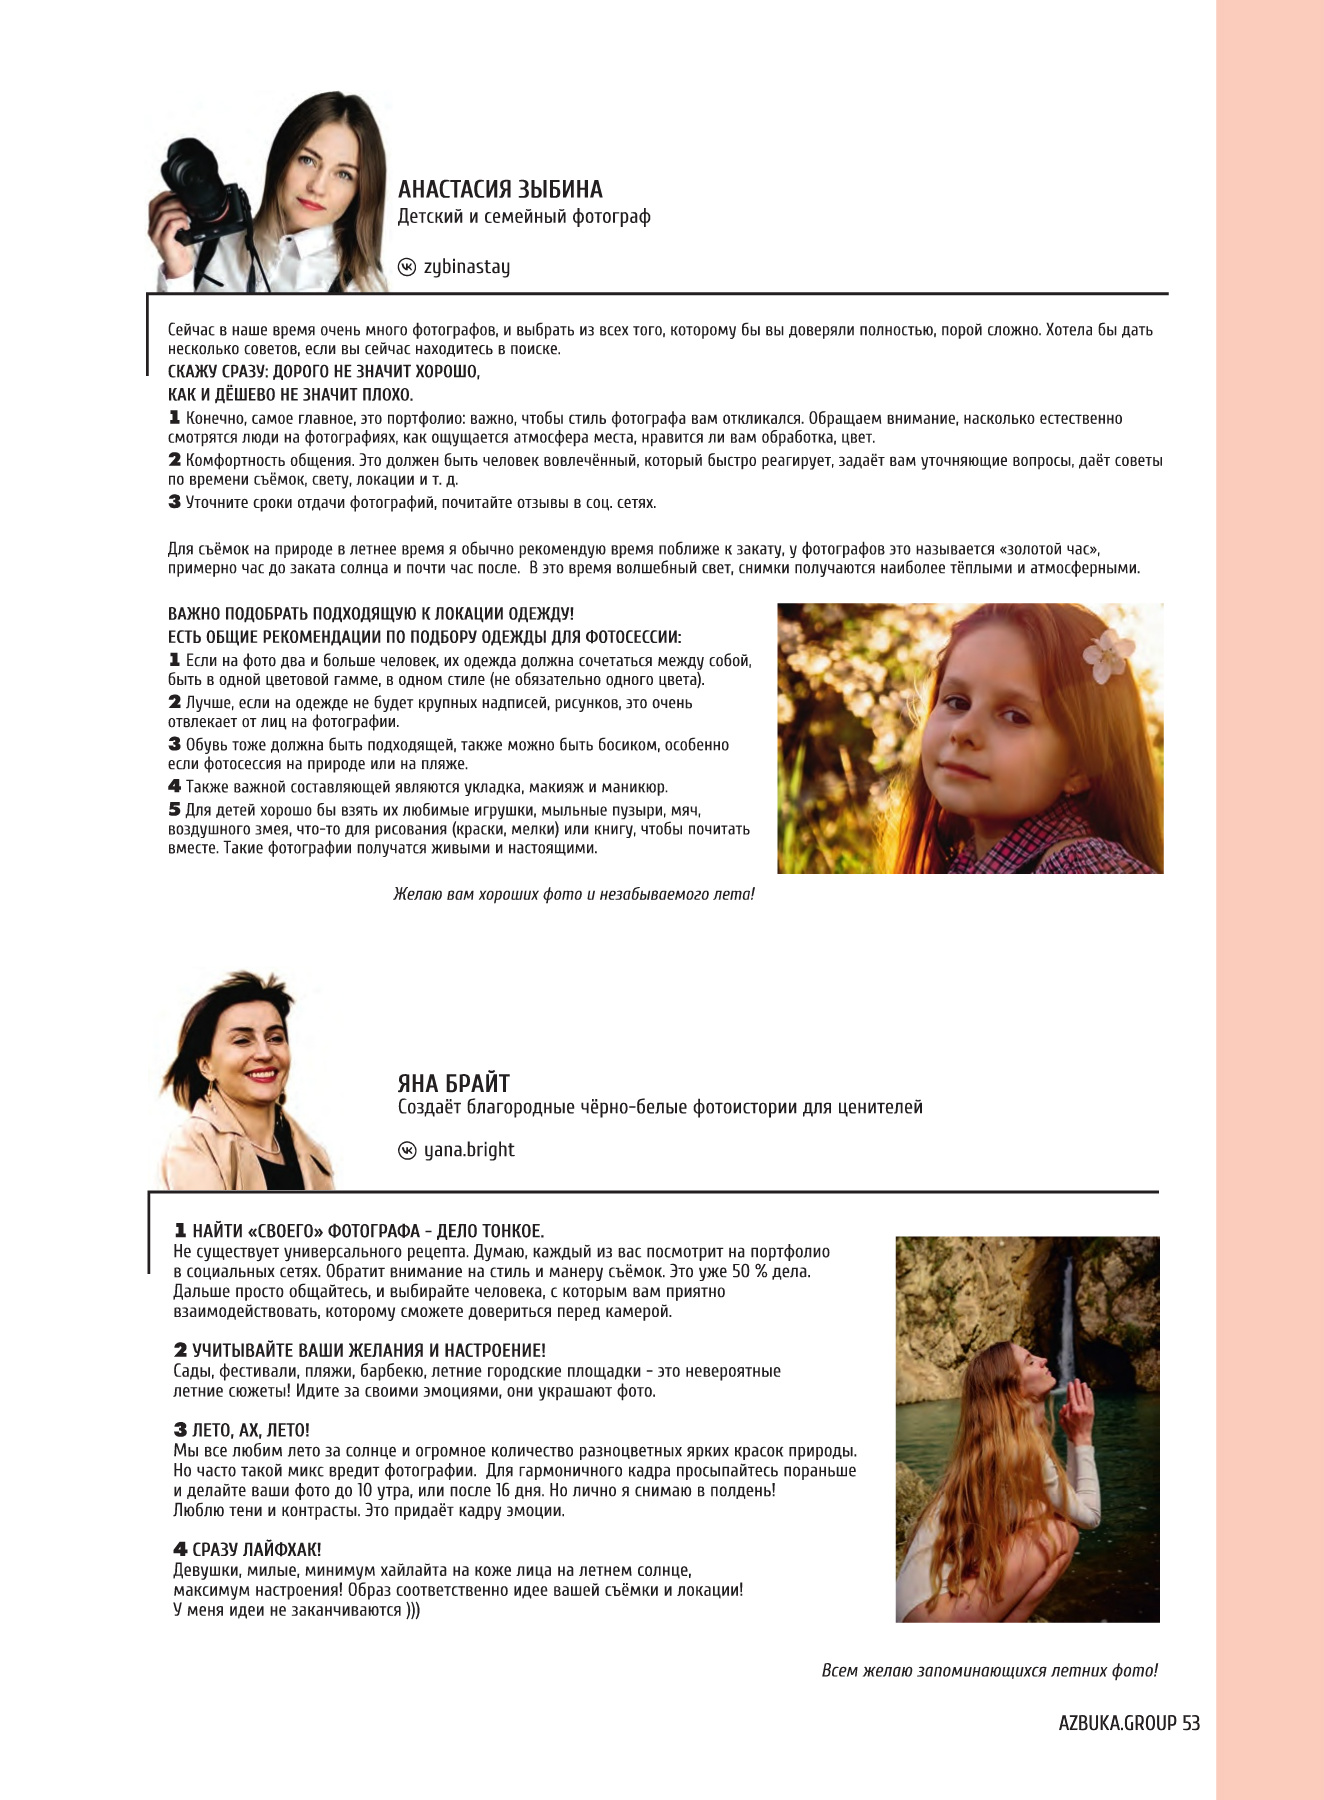 АНАСТАСИЯ ЗЫБИНА
Детский и семейный фотограф
zybinastay
Сейчас в наше время очень много фотографов, и выбрать из всех того, которому бы вы доверяли полностью, порой сложно. Хотела бы дать
несколько советов, если вы сейчас находитесь в поиске.
СКАЖУ СРАЗУ: ДОРОГО НЕ ЗНАЧИТ ХОРОШО,
КАК И ДЁШЕВО НЕ ЗНАЧИТ ПЛОХО.
1 Конечно, самое главное, это портфолио: важно, чтобы стиль фотографа вам откликался. Обращаем внимание, насколько естественно
смотрятся люди на фотографиях, как ощущается атмосфера места, нравится ли вам обработка, цвет.
2 Комфортность общения. Это должен быть человек вовлечённый, который быстро реагирует, задаёт вам уточняющие вопросы, даёт советы
по времени съёмок, свету, локации и т. д.
3 Уточните сроки отдачи фотографий, почитайте отзывы в соц. сетях.
Для съёмок на природе в летнее время я обычно рекомендую время поближе к закату, у фотографов это называется «золотой час»,
примерно час до заката солнца и почти час после. В это время волшебный свет, снимки получаются наиболее тёплыми и атмосферными.
ВАЖНО ПОДОБРАТЬ ПОДХОДЯЩУЮ К ЛОКАЦИИ ОДЕЖДУ!
ЕСТЬ ОБЩИЕ РЕКОМЕНДАЦИИ ПО ПОДБОРУ ОДЕЖДЫ ДЛЯ ФОТОСЕССИИ:
1 Если на фото два и больше человек, их одежда должна сочетаться между собой,
быть в одной цветовой гамме, в одном стиле (не обязательно одного цвета).
2 Лучше, если на одежде не будет крупных надписей, рисунков, это очень
отвлекает от лиц на фотографии.
3 Обувь тоже должна быть подходящей, также можно быть босиком, особенно
если фотосессия на природе или на пляже.
4 Также важной составляющей являются укладка, макияж и маникюр.
5 Для детей хорошо бы взять их любимые игрушки, мыльные пузыри, мяч,
воздушного змея, что-то для рисования (краски, мелки) или книгу, чтобы почитать
вместе. Такие фотографии получатся живыми и настоящими.
Желаю вам хороших фото и незабываемого лета!
ЯНА БРАЙТ
Создаёт благородные чёрно-белые фотоистории для ценителей
yana.bright
1 НАЙТИ «СВОЕГО» ФОТОГРАФА - ДЕЛО ТОНКОЕ.
Не существует универсального рецепта. Думаю, каждый из вас посмотрит на портфолио
в социальных сетях. Обратит внимание на стиль и манеру съёмок. Это уже 50 % дела.
Дальше просто общайтесь, и выбирайте человека, с которым вам приятно
взаимодействовать, которому сможете довериться перед камерой.
2 УЧИТЫВАЙТЕ ВАШИ ЖЕЛАНИЯ И НАСТРОЕНИЕ!
Сады, фестивали, пляжи, барбекю, летние городские площадки - это невероятные
летние сюжеты! Идите за своими эмоциями, они украшают фото.
3 ЛЕТО, АХ, ЛЕТО!
Мы все любим лето за солнце и огромное количество разноцветных ярких красок природы.
Но часто такой микс вредит фотографии. Для гармоничного кадра просыпайтесь пораньше
и делайте ваши фото до 10 утра, или после 16 дня. Но лично я снимаю в полдень!
Люблю тени и контрасты. Это придаёт кадру эмоции.
4 СРАЗУ ЛАЙФХАК!
Девушки, милые, минимум хайлайта на коже лица на летнем солнце,
максимум настроения! Образ соответственно идее вашей съёмки и локации!
У меня идеи не заканчиваются )))
Всем желаю запоминающихся летних фото!
AZBUKA.GROUP 53